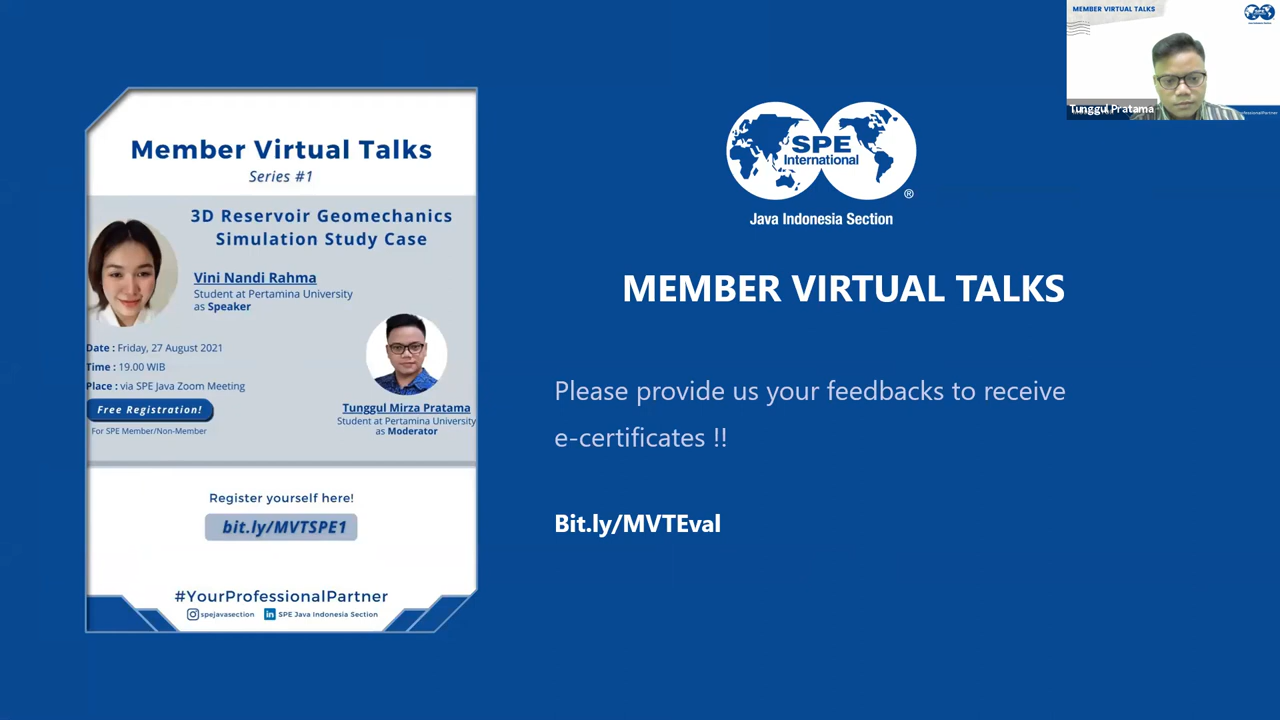 MEMBER VIRTUAL TALKS
Tunggul Pratama
Member Virtual Talks
Series #1
3D Reservoir Geomechanics
Simulation Study Case
Vini Nandi Rahma
Student at Pertamina University
as Speaker
Date : Friday, 27 August 2021
Time : 19.00 WIB
Place : via SPE Java Zoom Meeting
Free Registration!
For SPE Member/Non-Member
Tunggul Mirza Pratama
Student at Pertamina University
as Moderator
Register yourself here!
bit.ly/MVTSPE1
#YourProfessionalPartner
spejavasection
SPE Java Indonesia Section
SPE
International
®
Java Indonesia Section
MEMBER VIRTUAL TALKS
Please provide us your feedbacks to receive
e-certificates !!
Bit.ly/MVTEval